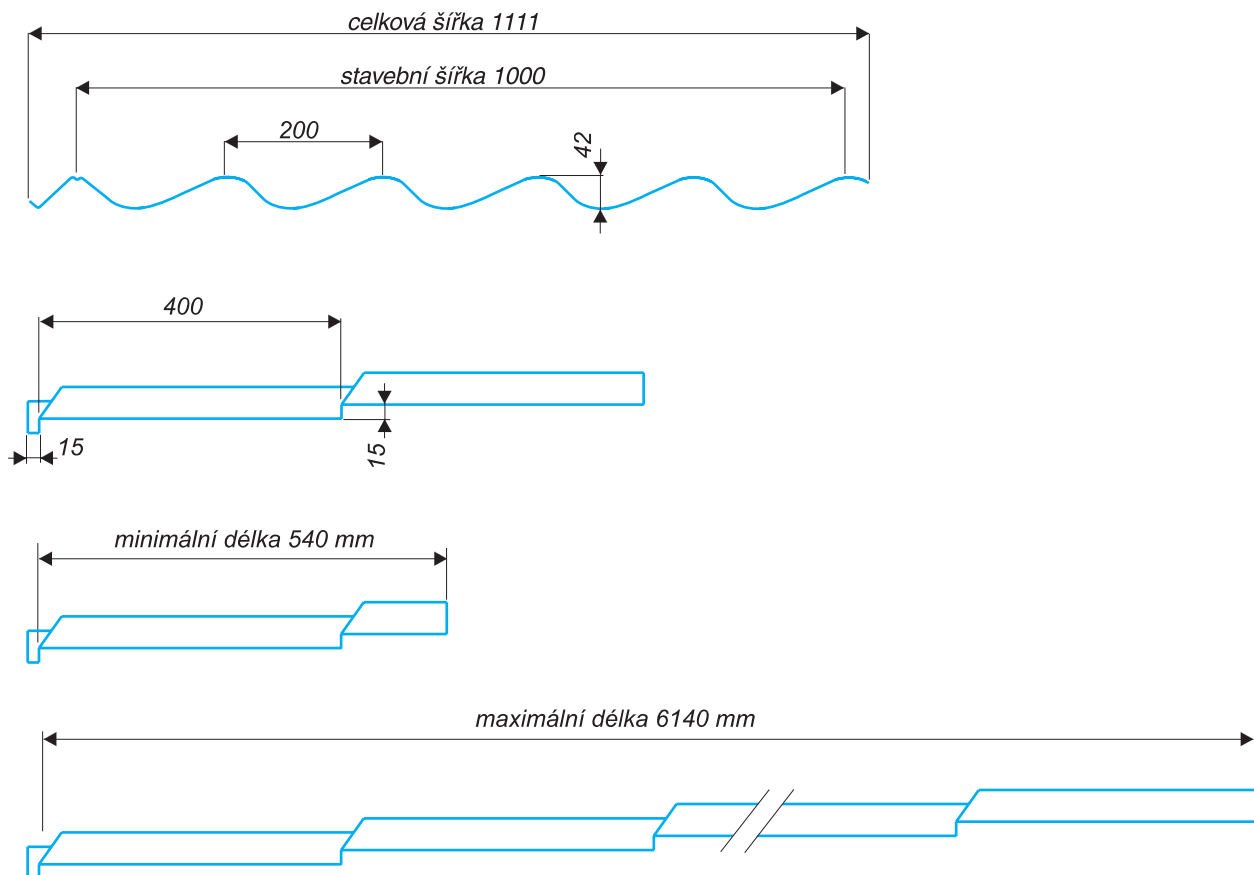 celková šířka 1111
stavební šířka 1000
200
42
400
15
15
minimální délka 540 mm
maximální délka 6140 mm